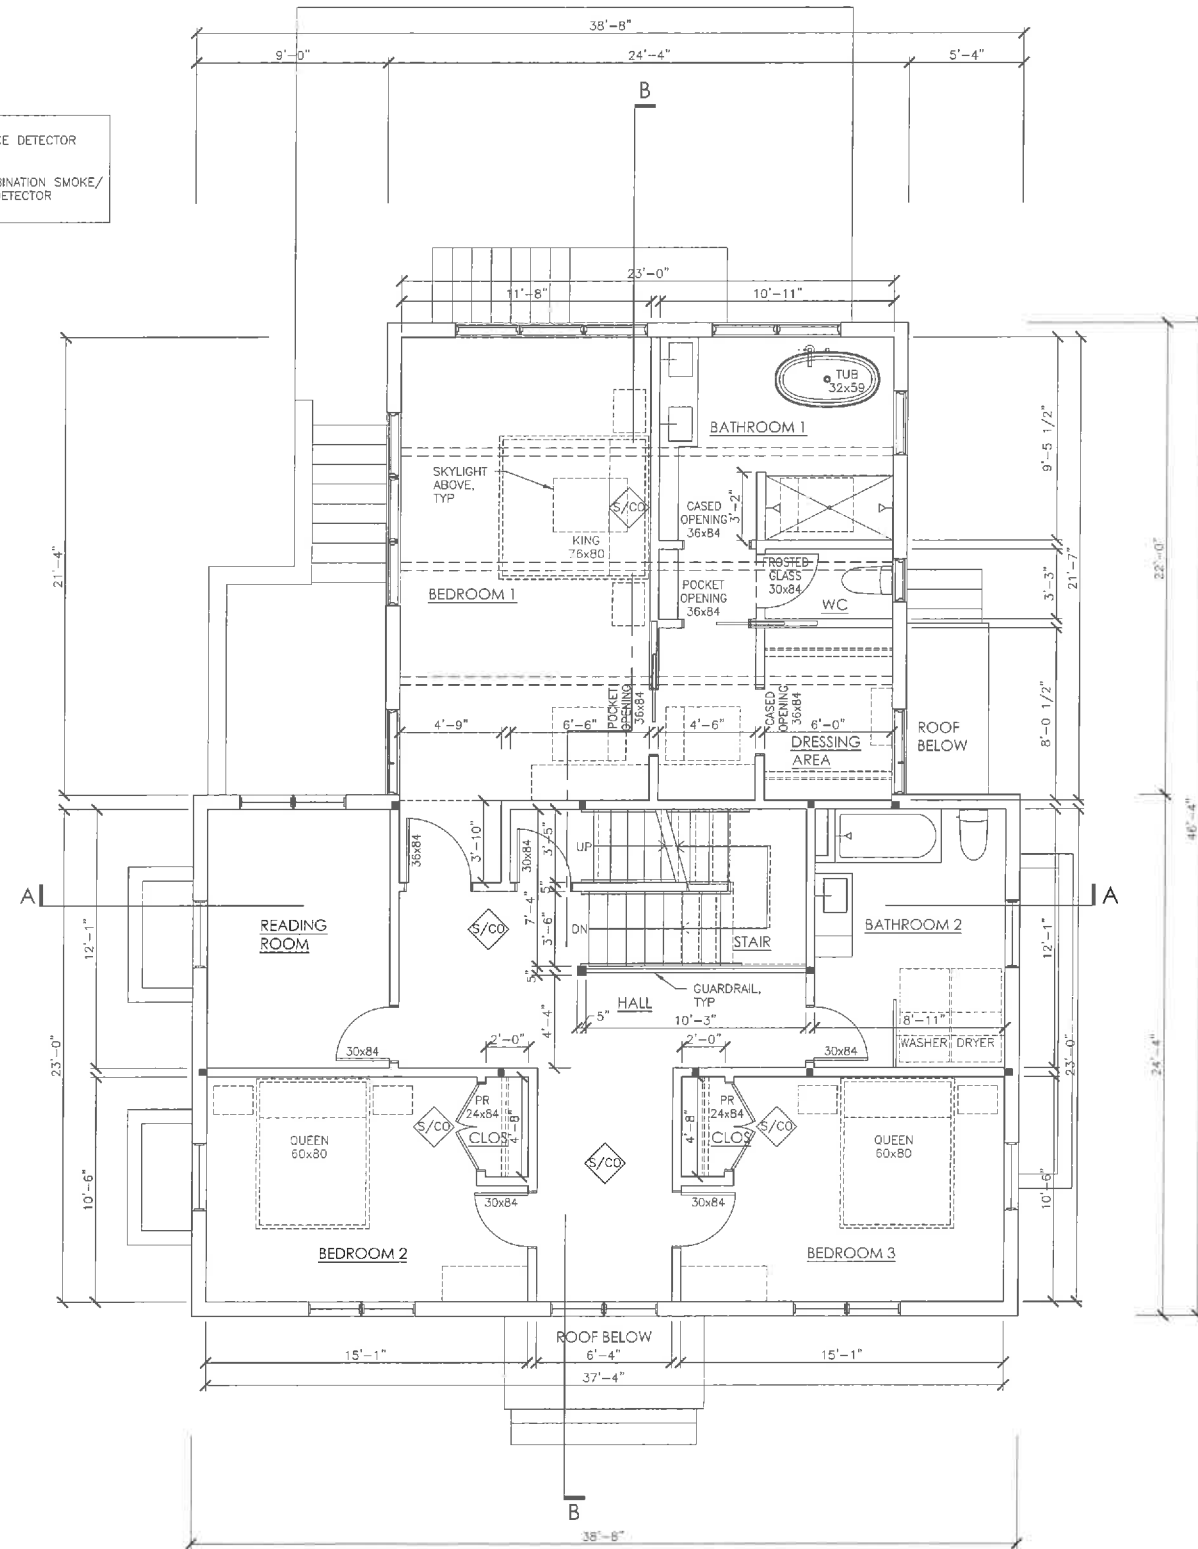 38'-8"
9'-0"
24'-4"
5'-4"
B
CE DETECTOR
BINATION SMOKE/
DETECTOR
23'-0"
11'-8"
10'-11"
TUB
32x59
BATHROOM 1
9'-5 1/2"
SKYLIGHT
ABOVE,
TYP
S/CO
3'-2"
CASED
OPENING
36x84
KING
76x80
21'-4"
21'-7"
22'-0"
FROSTED
GLASS
30x84
POCKET
OPENING
36x84
3'-3"
BEDROOM 1
WC
POCKET
OPENING
36x84
CASED
OPENING
36x84
4'-9"
6'-6"
4'-6"
6'-0"
DRESSING
AREA
ROOF
BELOW
8'-0 1/2"
46'-4"
36x84
3'-10"
30x84
3'-5"
UP
5"
7'-4"
3'-6"
DN
STAIR
A
A
READING
ROOM
S/CO
BATHROOM 2
12'-1"
12'-1"
5"
GUARDRAIL,
TYP
HALL
5"
10'-3"
8'-11"
4'-4"
2'-0"
2'-0"
30x84
30x84
WASHER
DRYER
23'-0"
23'-0"
24'-4"
PR
24x84
CLOS
4'-8"
S/CO
PR
24x84
CLOS
4'-8"
S/CO
QUEEN
60x80
QUEEN
60x80
S/CO
10'-6"
10'-6"
30x84
30x84
BEDROOM 2
BEDROOM 3
ROOF BELOW
15'-1"
6'-4"
15'-1"
37'-4"
B
38'-8"